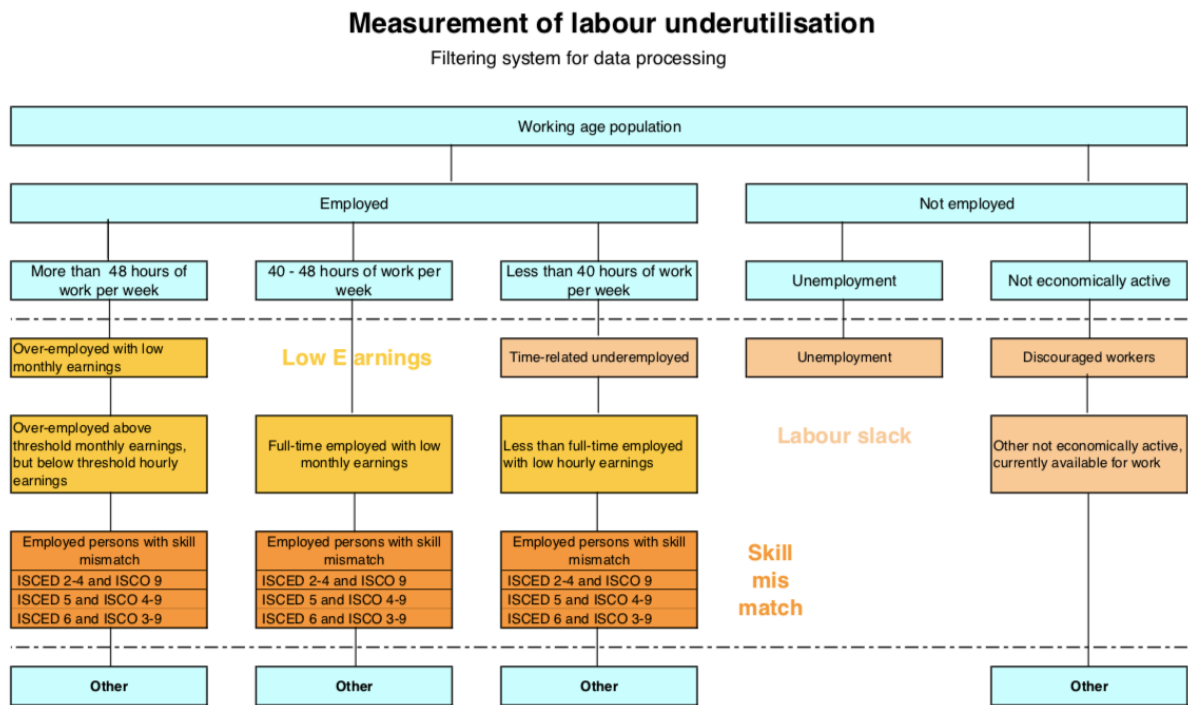 Measurement of labour underutilisation
Filtering system for data processing
Working age population
Employed
Not employed
More than 48 hours of
work per week
40 - 48 hours of work per
week
Less than 40 hours of work
per week
Unemployment
Not economically active
Over-employed with low
monthly earnings
Low E arnings
Time-related underemployed
Unemployment
Discouraged workers
Over-employed above
threshold monthly earnings,
but below threshold hourly
earnings
Full-time employed with low
monthly earnings
Less than full-time employed
with low hourly earnings
Labour slack
Other not economically active,
currently available for work
Employed persons with skill
mismatch
ISCED 2-4 and ISCO 9
ISCED 5 and ISCO 4-9
ISCED 6 and ISCO 3-9
Employed persons with skill
mismatch
ISCED 2-4 and ISCO 9
ISCED 5 and ISCO 4-9
ISCED 6 and ISCO 3-9
Employed persons with skill
mismatch
ISCED 2-4 and ISCO 9
ISCED 5 and ISCO 4-9
ISCED 6 and ISCO 3-9
Skill
mis
match
Other
Other
Other
Other